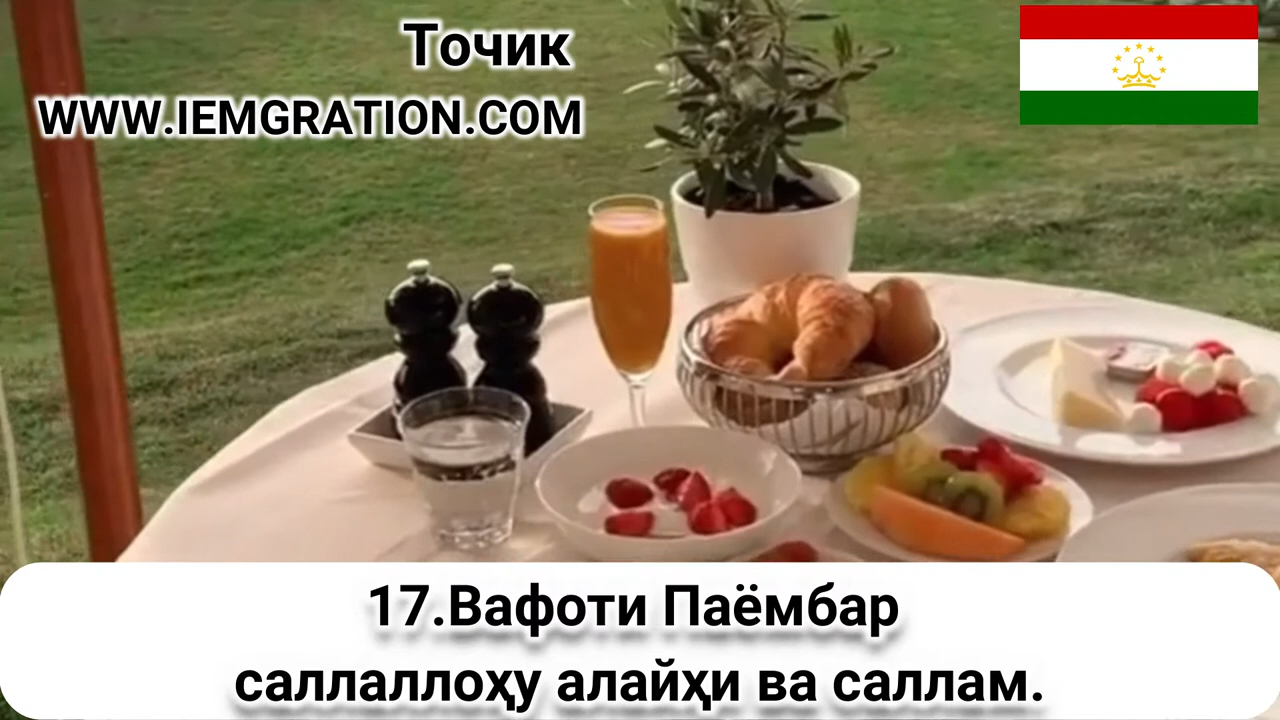 Точик
WWW.IEMGRATION.COM
17.Вафоти Паёмбар
саллаллоҳу алайҳи ва саллам.